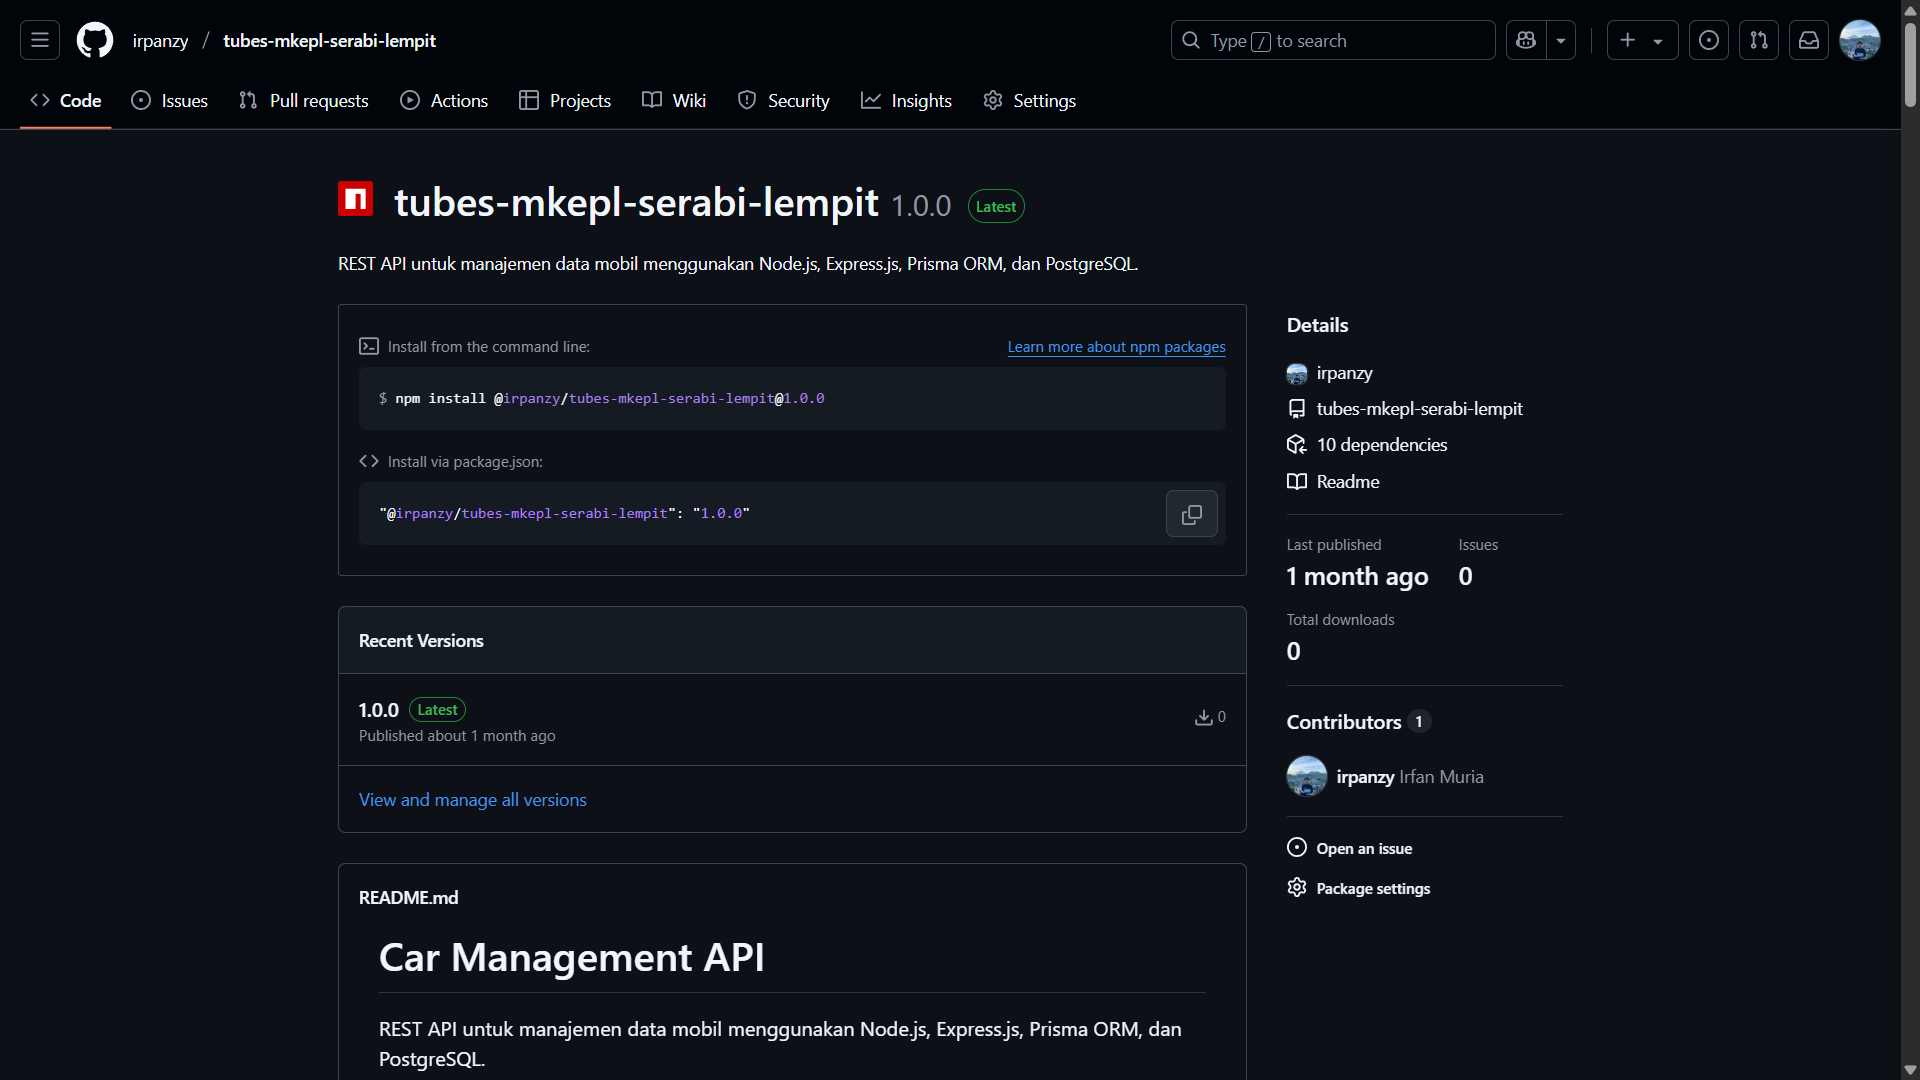 irpanzy / tubes-mkepl-serabi-lempit
Type / to search
Code Issues Pull requests Actions Projects Wiki Security Insights Settings
tubes-mkepl-serabi-lempit 1.0.0 Latest
REST API untuk manajemen data mobil menggunakan Node.js, Express.js, Prisma ORM, dan PostgreSQL.
Install from the command line:
Learn more about npm packages
$ npm install @irpanzy/tubes-mkepl-serabi-lempit@1.0.0
Install via package.json:
"@irpanzy/tubes-mkepl-serabi-lempit": "1.0.0"
Recent Versions
1.0.0 Latest
Published about 1 month ago
0
View and manage all versions
README.md
Car Management API
REST API untuk manajemen data mobil menggunakan Node.js, Express.js, Prisma ORM, dan
PostgreSQL.
Details
irpanzy
tubes-mkepl-serabi-lempit
10 dependencies
Readme
Last published
1 month ago
Issues
0
Total downloads
0
Contributors 1
irpanzy Irfan Muria
Open an issue
Package settings